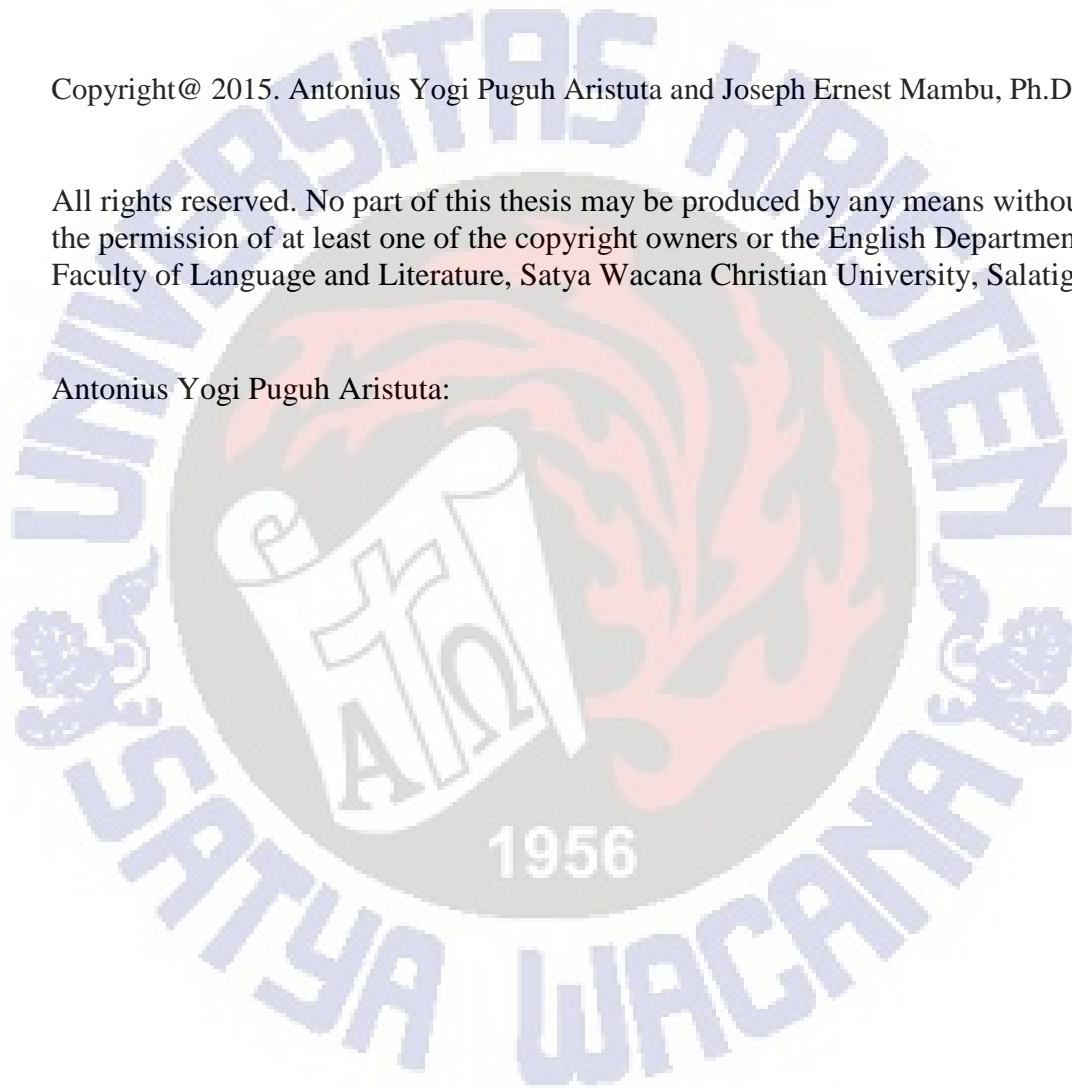 Copyright@ 2015. Antonius Yogi Puguh Aristuta and Joseph Ernest Mambu, Ph.D
All rights reserved. No part of this thesis may be produced by any means withou
the permission of at least one of the copyright owners or the English Departmen
Faculty of Language and Literature, Satya Wacana Christian University, Salatig
Antonius Yogi Puguh Aristuta:
UNIVERSITAS KRISTEN
Α Ω
1956
SATYA WACANA